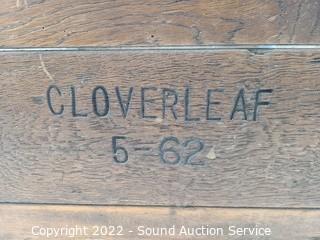 CLOVERLEAF
5-62
Copyright 2022 - Sound Auction Service